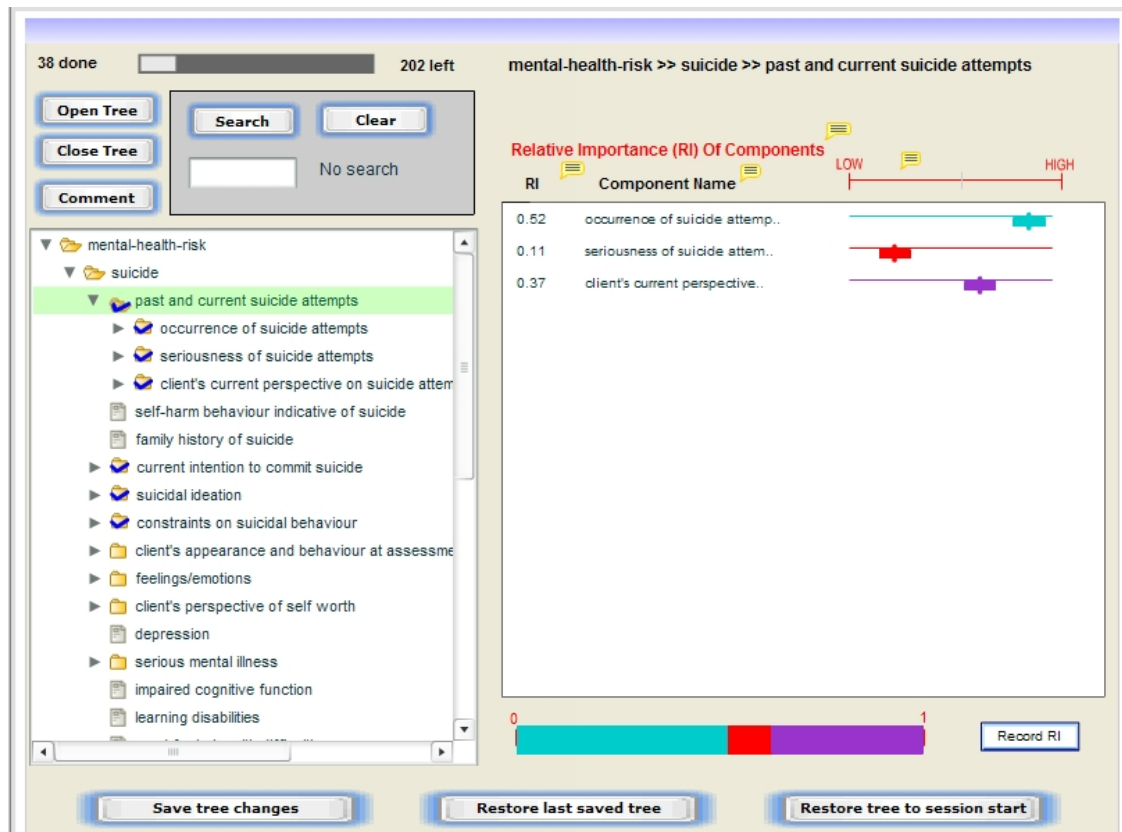 38 done 202 left
mental-health-risk >> suicide >> past and current suicide attempts
Open Tree
Close Tree
Comment
Search
Clear
No search
Relative Importance (RI) Of Components
LOW HIGH
RI Component Name
0.52 occurrence of suicide attemp..
0.11 seriousness of suicide attem..
0.37 client's current perspective..
mental-health-risk
suicide
past and current suicide attempts
occurrence of suicide attempts
seriousness of suicide attempts
client's current perspective on suicide attem
self-harm behaviour indicative of suicide
family history of suicide
current intention to commit suicide
suicidal ideation
constraints on suicidal behaviour
client's appearance and behaviour at assessme
feelings/emotions
client's perspective of self worth
depression
serious mental illness
impaired cognitive function
learning disabilities
0 1
Record RI
Save tree changes
Restore last saved tree
Restore tree to session start